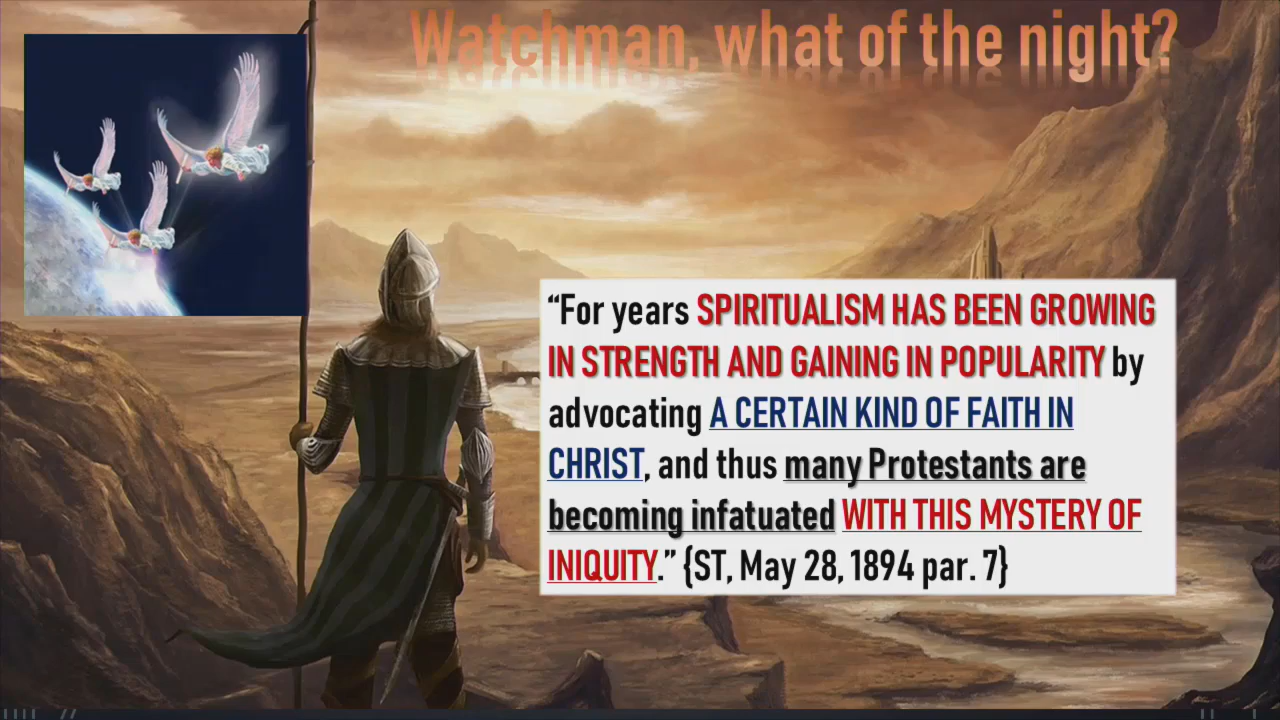 Watchman, what of the night?
“For years SPIRITUALISM HAS BEEN GROWING
IN STRENGTH AND GAINING IN POPULARITY by
advocating A CERTAIN KIND OF FAITH IN
CHRIST, and thus many Protestants are
becoming infatuated WITH THIS MYSTERY OF
INIQUITY.” {ST, May 28, 1894 par. 7}